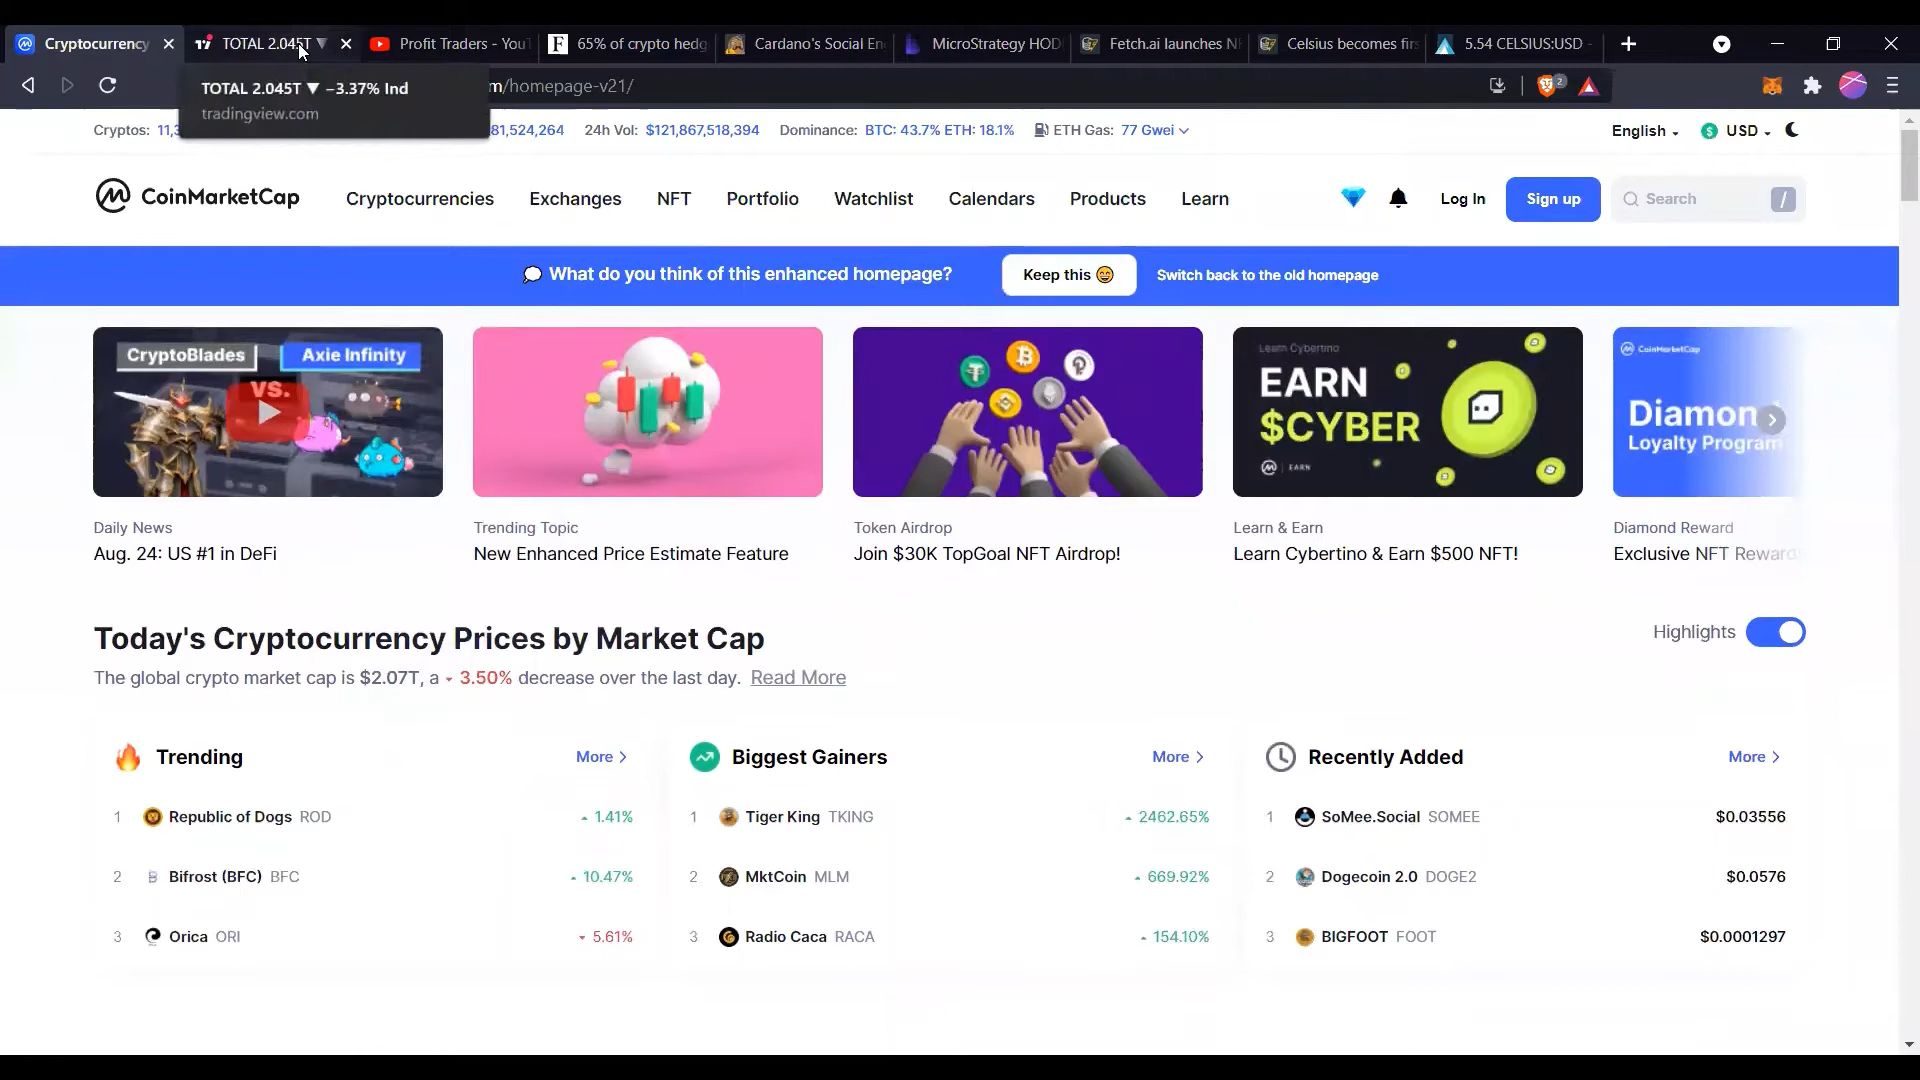 Cryptocurrency
TOTAL 2.045T ▼
Profit Traders - You
65% of crypto hedg
Cardano's Social En
MicroStrategy HODL
Fetch.ai launches N
Celsius becomes firs
5.54 CELSIUS:USD
TOTAL 2.045T ▼ −3.37% Ind
tradingview.com
m/homepage-v21/
2
Cryptos: 11,3
81,524,264
24h Vol: $121,867,518,394
Dominance: BTC: 43.7% ETH: 18.1%
ETH Gas: 77 Gwei
English
$ USD
CoinMarketCap
Cryptocurrencies
Exchanges
NFT
Portfolio
Watchlist
Calendars
Products
Learn
Log In
Sign up
Search
/
What do you think of this enhanced homepage?
Keep this
Switch back to the old homepage
CryptoBlades
VS.
Axie Infinity
Learn Cybertino
EARN
$CYBER
EARN
CoinMarketCap
Diamon
Loyalty Program
Daily News
Aug. 24: US #1 in DeFi
Trending Topic
New Enhanced Price Estimate Feature
Token Airdrop
Join $30K TopGoal NFT Airdrop!
Learn & Earn
Learn Cybertino & Earn $500 NFT!
Diamond Reward
Exclusive NFT Reward
Today's Cryptocurrency Prices by Market Cap
Highlights
The global crypto market cap is $2.07T, a 3.50% decrease over the last day. Read More
Trending
More
1 Republic of Dogs ROD 1.41%
2 Bifrost (BFC) BFC 10.47%
3 Orica ORI 5.61%
Biggest Gainers
More
1 Tiger King TKING 2462.65%
2 MktCoin MLM 669.92%
3 Radio Caca RACA 154.10%
Recently Added
More
1 SoMee.Social SOMEE $0.03556
2 Dogecoin 2.0 DOGE2 $0.0576
3 BIGFOOT FOOT $0.0001297